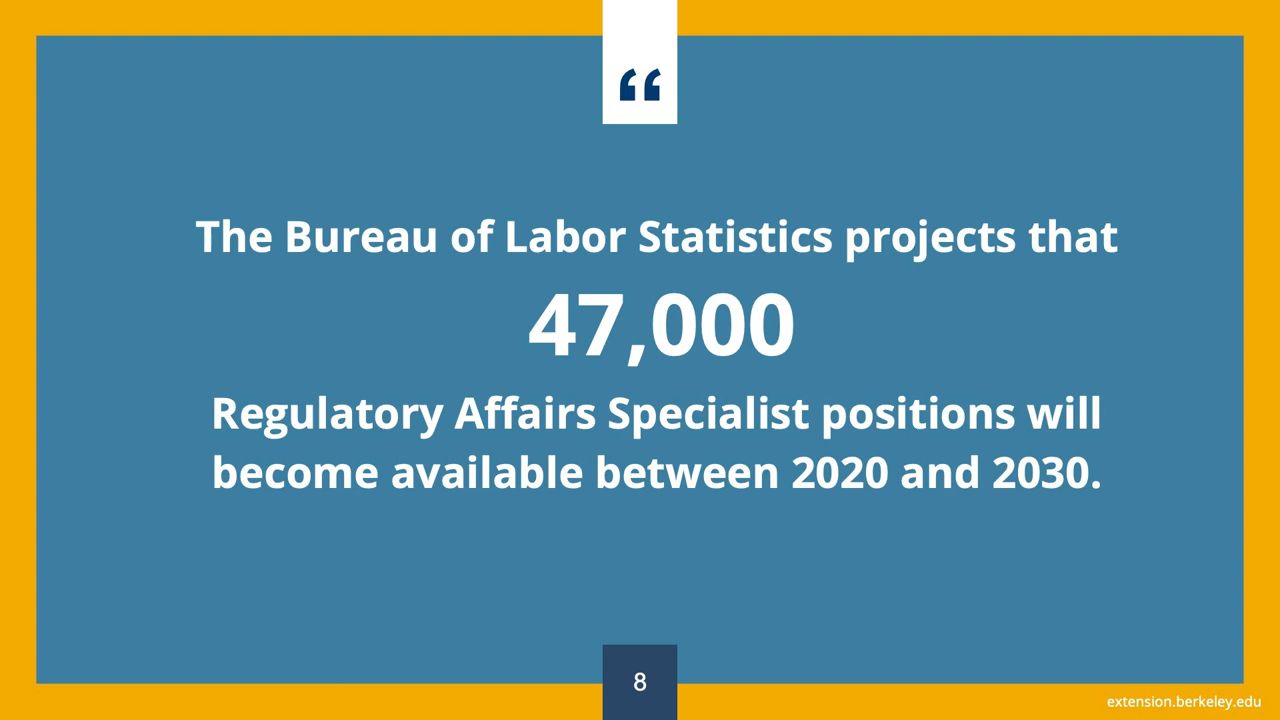 “
The Bureau of Labor Statistics projects that
47,000
Regulatory Affairs Specialist positions will
become available between 2020 and 2030.
8
extension.berkeley.edu